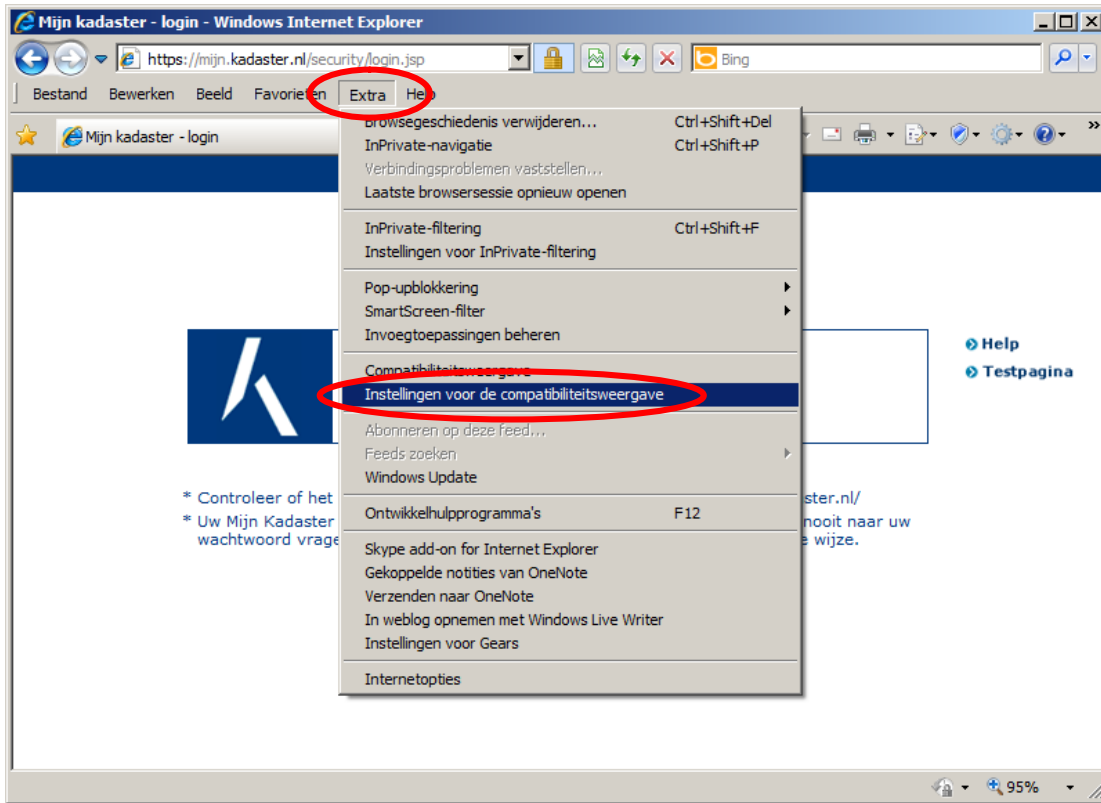 Mijn kadaster - login - Windows Internet Explorer
https://mijn.kadaster.nl/security/login.jsp
Bing
Bestand Bewerken Beeld Favorieten Extra Help
Mijn kadaster - login
»
Browsegeschiedenis verwijderen... Ctrl+Shift+Del
InPrivate-navigatie Ctrl+Shift+P
Verbindingsproblemen vaststellen...
Laatste browsersessie opnieuw openen
InPrivate-filtering Ctrl+Shift+F
Instellingen voor InPrivate-filtering
Pop-upblokkering
SmartScreen-filter
Invoegtoepassingen beheren
Compatibiliteitsweergave
Instellingen voor de compatibiliteitsweergave
Abonneren op deze feed...
Feeds zoeken
Windows Update
Ontwikkelhulpprogramma's F12
Skype add-on for Internet Explorer
Gekoppelde notities van OneNote
Verzenden naar OneNote
In weblog opnemen met Windows Live Writer
Instellingen voor Gears
Internetopties
Help
Testpagina
* Controleer of het ster.nl/
* Uw Mijn Kadaster nooit naar uw
wachtwoord vrage wijze.
95%